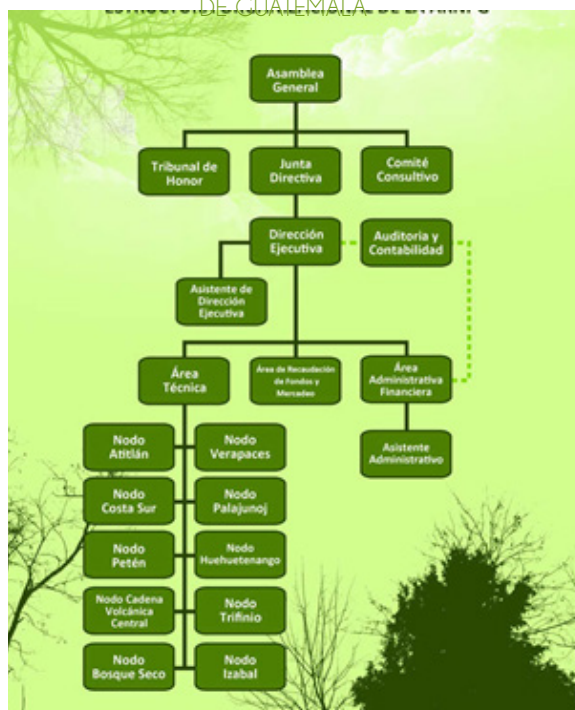 DE GUATEMALA
Asamblea
General
Tribunal de
Honor
Junta
Directiva
Comité
Consultivo
Dirección
Ejecutiva
Auditoria y
Contabilidad
Asistente de
Dirección
Ejecutiva
Área
Técnica
Área de Recaudación
de Fondos y
Mercadeo
Área
Administrativa
Financiera
Asistente
Administrativo
Nodo
Atitlán
Nodo
Verapaces
Nodo
Costa Sur
Nodo
Palajunoj
Nodo
Petén
Nodo
Huehuetenango
Nodo Cadena
Volcánica
Central
Nodo
Trifinio
Nodo
Bosque Seco
Nodo
Izabal